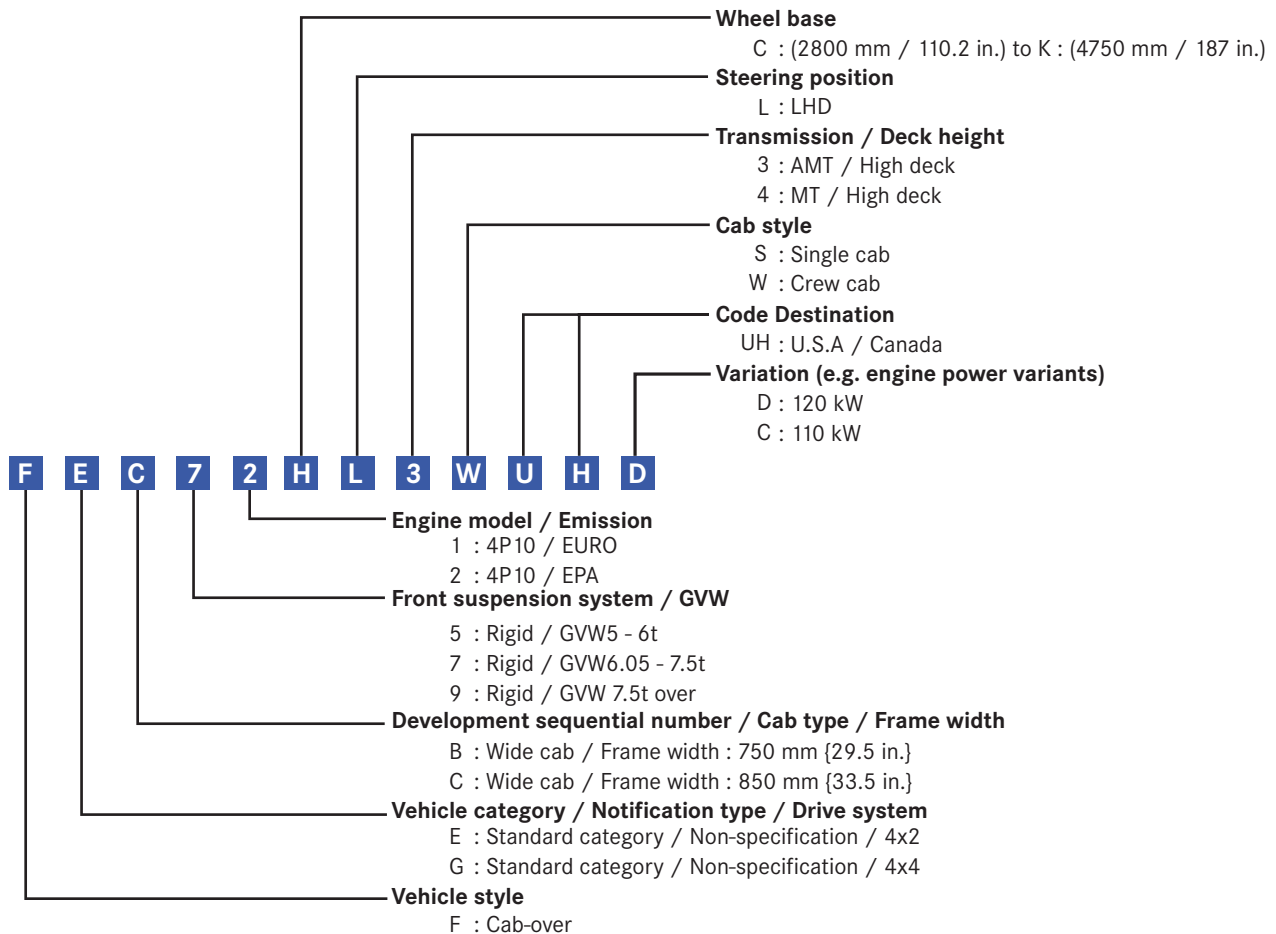 Wheel base
C : (2800 mm / 110.2 in.) to K : (4750 mm / 187 in.)
Steering position
L : LHD
Transmission / Deck height
3 : AMT / High deck
4 : MT / High deck
Cab style
S : Single cab
W : Crew cab
Code Destination
UH : U.S.A / Canada
Variation (e.g. engine power variants)
D : 120 kW
C : 110 kW
F E C 7 2 H L 3 W U H D
Engine model / Emission
1 : 4P10 / EURO
2 : 4P10 / EPA
Front suspension system / GVW
5 : Rigid / GVW5 - 6t
7 : Rigid / GVW6.05 - 7.5t
9 : Rigid / GVW 7.5t over
Development sequential number / Cab type / Frame width
B : Wide cab / Frame width : 750 mm {29.5 in.}
C : Wide cab / Frame width : 850 mm {33.5 in.}
Vehicle category / Notification type / Drive system
E : Standard category / Non-specification / 4x2
G : Standard category / Non-specification / 4x4
Vehicle style
F : Cab-over